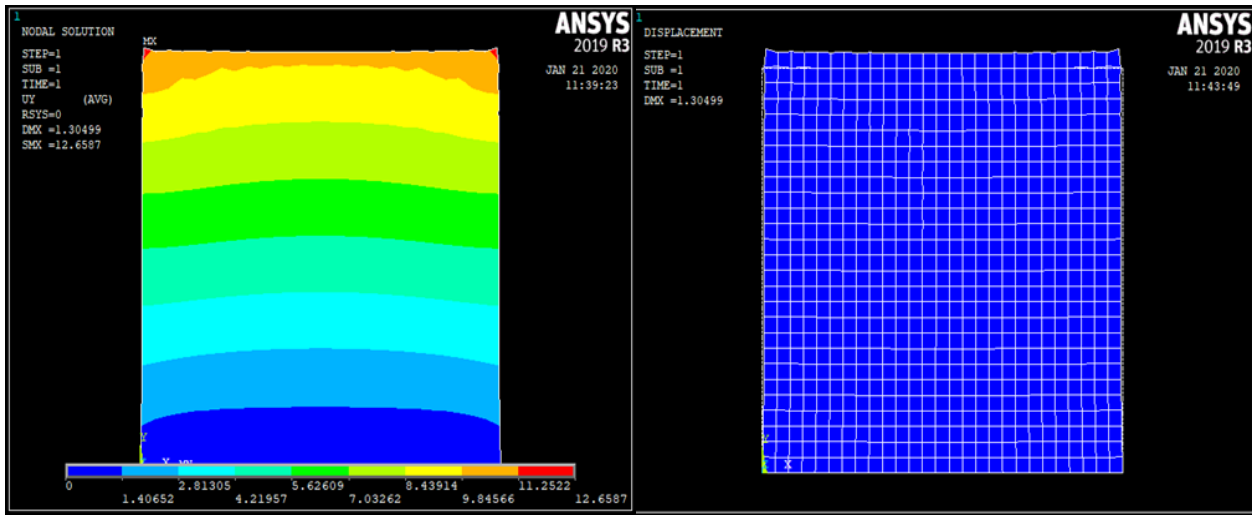 1
NODAL SOLUTION
STEP=1
SUB =1
TIME=1
UY (AVG)
RSYS=0
DMX =1.30499
SMX =12.6587
ANSYS
2019 R3
JAN 21 2020
11:39:23
MX
Y
X
0
1.40652
2.81305
4.21957
5.62609
7.03262
8.43914
9.84566
11.2522
12.6587
1
DISPLACEMENT
STEP=1
SUB =1
TIME=1
DMX =1.30499
ANSYS
2019 R3
JAN 21 2020
11:43:49
Y
X